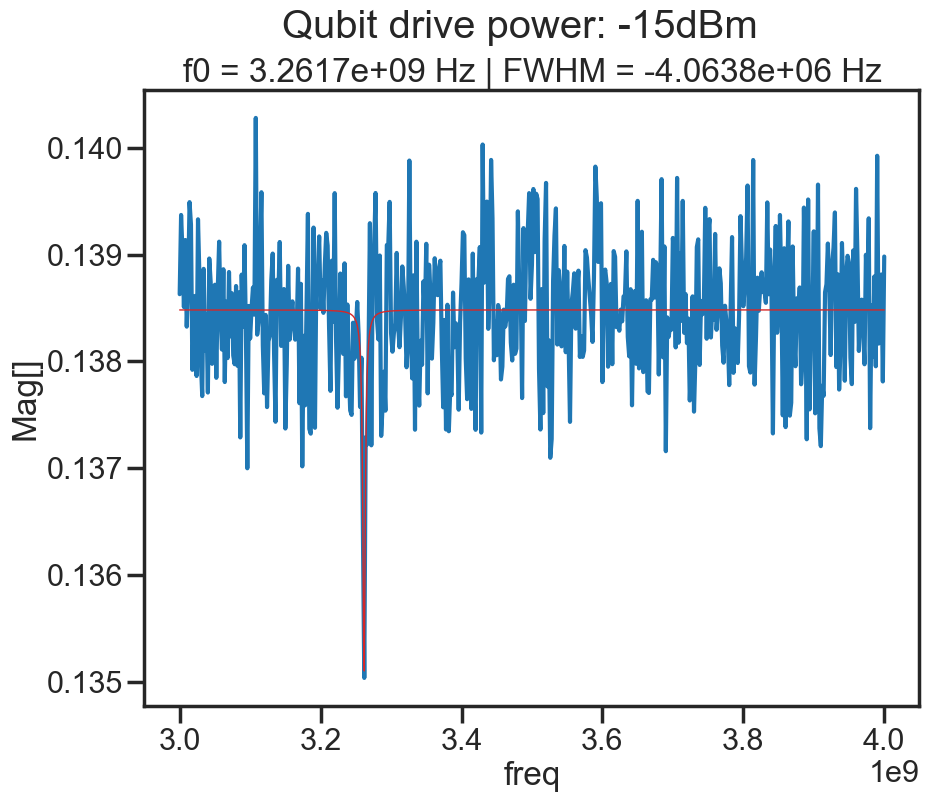 Qubit drive power: -15dBm
f0 = 3.2617e+09 Hz | FWHM = -4.0638e+06 Hz
0.140
0.139
0.138
0.137
0.136
0.135
Mag[]
3.0 3.2 3.4 3.6 3.8 4.0
1e9
freq